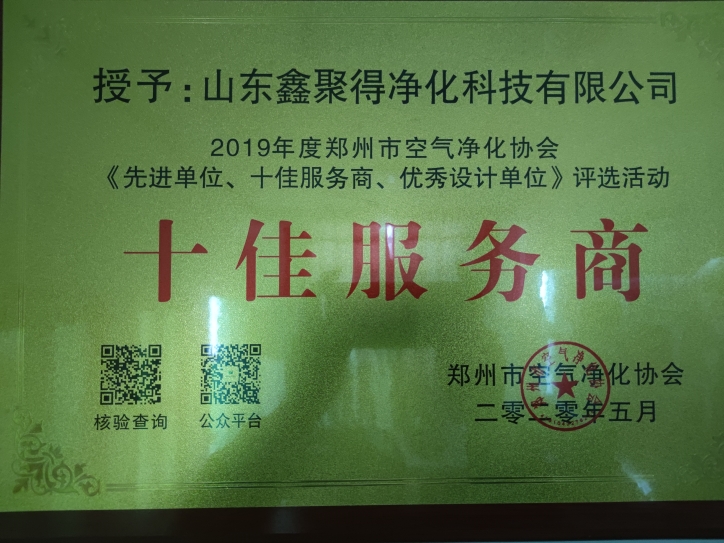 授予：山东鑫聚得净化科技有限公司
2019年度郑州市空气净化协会
《先进单位、十佳服务商、优秀设计单位》评选活动
十佳服务商
核验查询
公众平台
郑州市空气净化协会
二零二零年五月